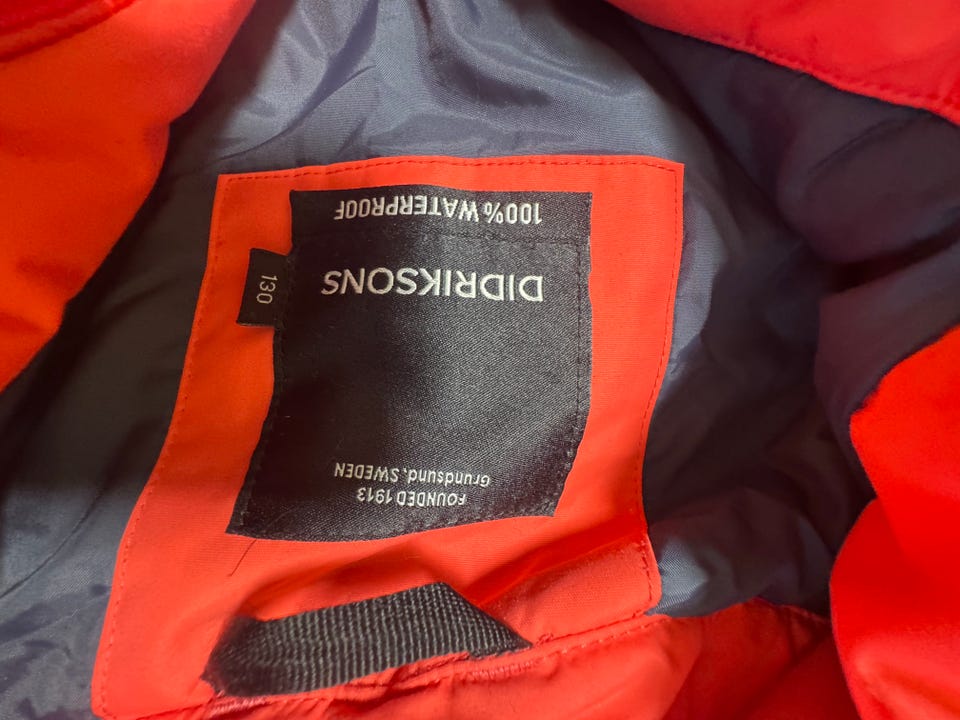 FOUNDED 1913
Grundsund, SWEDEN
DIDRIKSONS
100% WATERPROOF
130